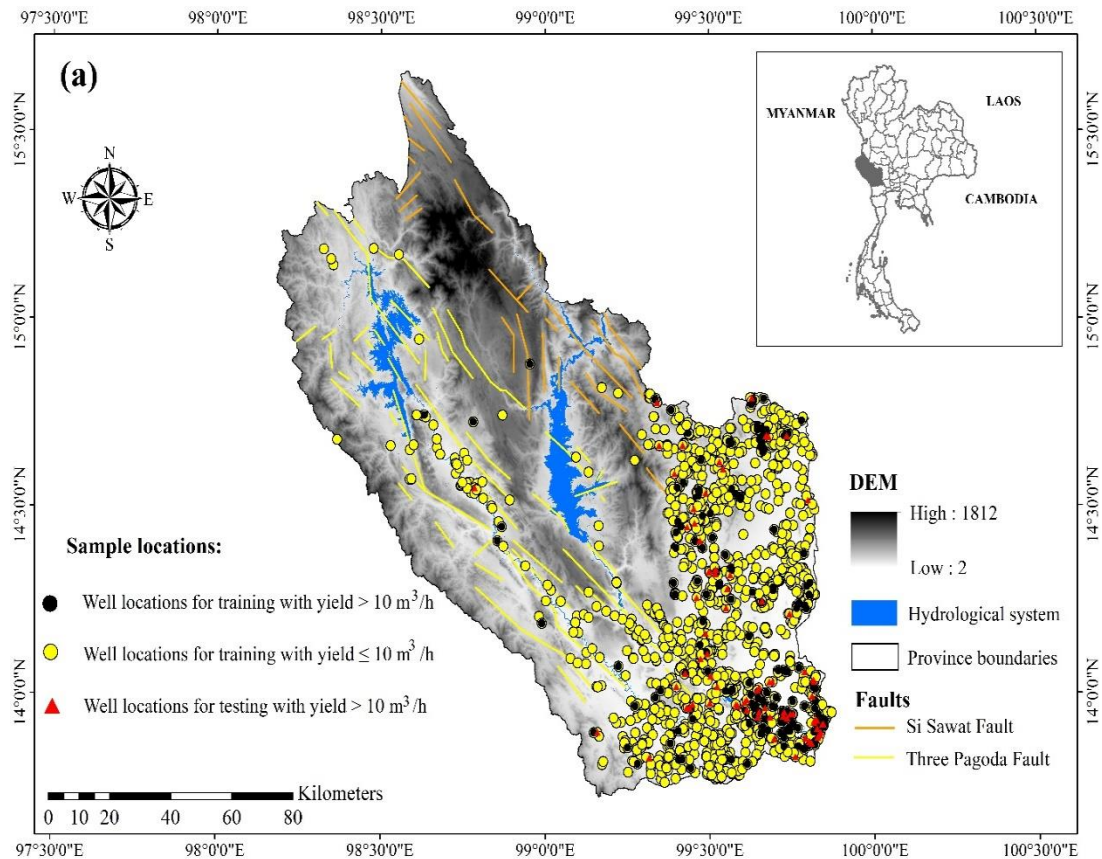 97°30'0"E 98°0'0"E 98°30'0"E 99°0'0"E 99°30'0"E 100°0'0"E 100°30'0"E
(a)
MYANMAR
LAOS
CAMBODIA
N
W E
S
15°30'0"N 15°30'0"N
15°0'0"N 15°0'0"N
14°30'0"N 14°30'0"N
14°0'0"N 14°0'0"N
Sample locations:
Well locations for training with yield > 10 m³/h
Well locations for training with yield ≤ 10 m³/h
Well locations for testing with yield > 10 m³/h
Kilometers
0 10 20 40 60 80
DEM
High : 1812
Low : 2
Hydrological system
Province boundaries
Faults
Si Sawat Fault
Three Pagoda Fault
97°30'0"E 98°0'0"E 98°30'0"E 99°0'0"E 99°30'0"E 100°0'0"E 100°30'0"E